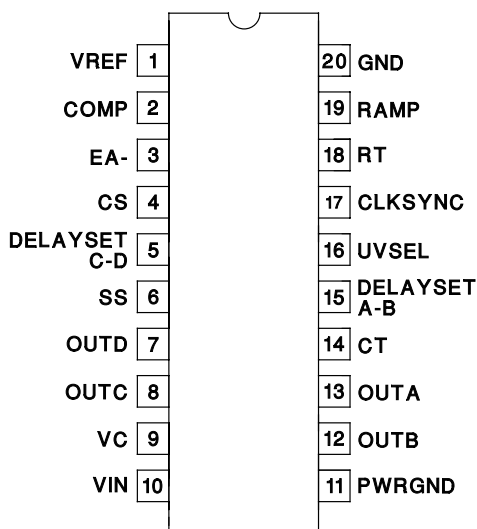 VREF 1 20 GND
COMP 2 19 RAMP
EA- 3 18 RT
CS 4 17 CLKSYNC
DELAYSET
C-D 5 16 UVSEL
SS 6 15 DELAYSET
A-B
OUTD 7 14 CT
OUTC 8 13 OUTA
VC 9 12 OUTB
VIN 10 11 PWRGND